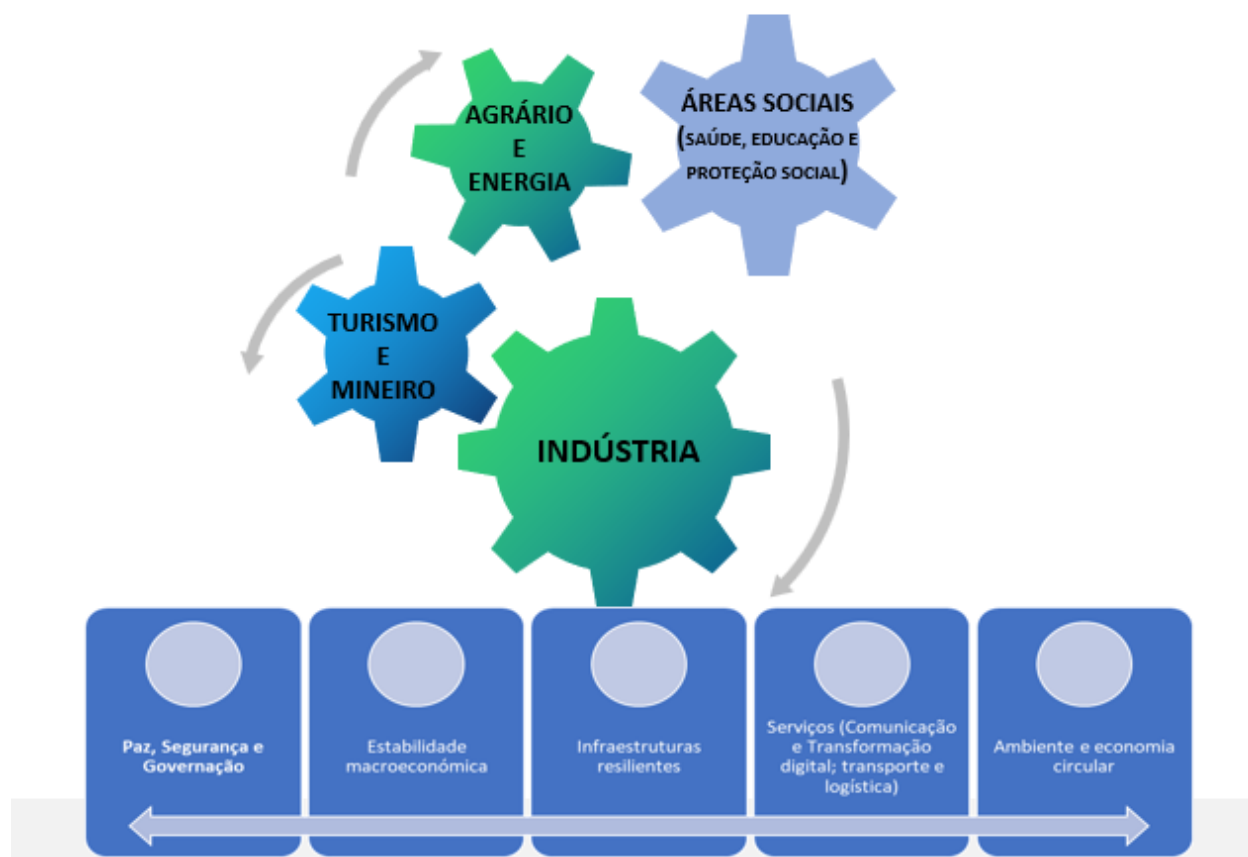 AGRÁRIO
E
ENERGIA
ÁREAS SOCIAIS
(SAÚDE, EDUCAÇÃO E
PROTEÇÃO SOCIAL)
TURISMO
E
MINEIRO
INDÚSTRIA
Paz, Segurança e
Governação
Estabilidade
macroeconómica
Infraestruturas
resilientes
Serviços (Comunicação
e Transformação
digital; transporte e
logística)
Ambiente e economia
circular